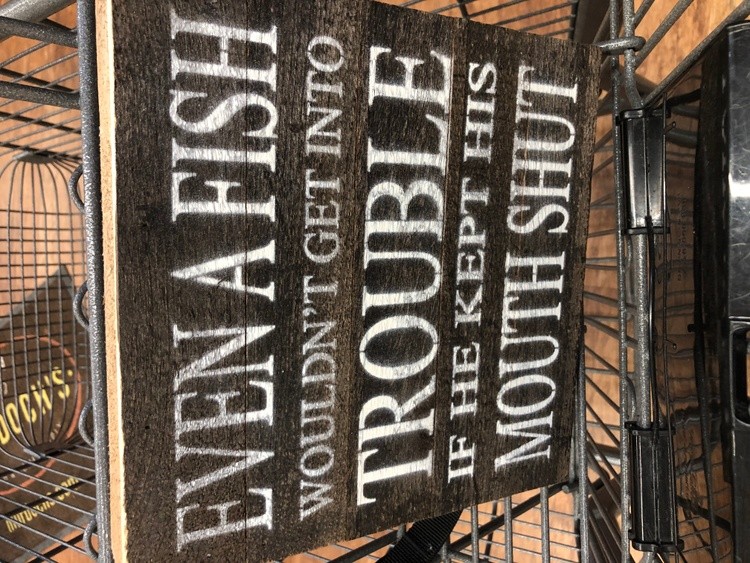 EVEN A FISH
WOULDN'T GET INTO
TROUBLE
IF HE KEPT HIS
MOUTH SHUT